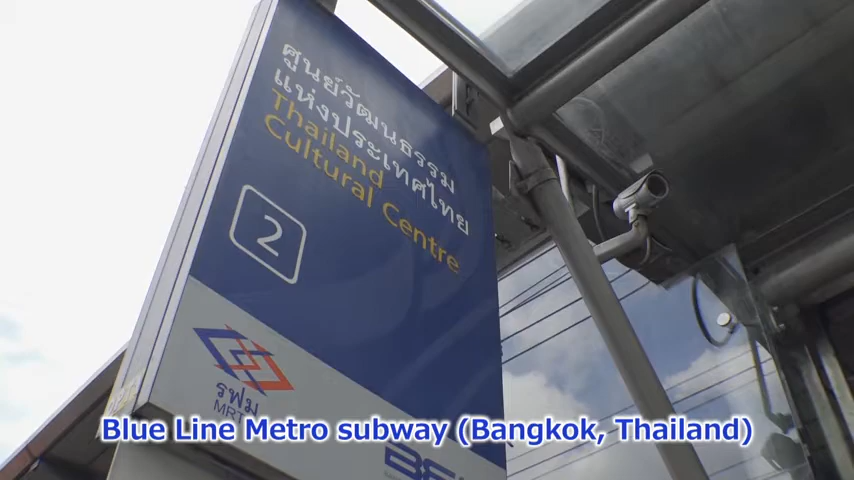 ศูนย์วัฒนธรรม
แห่งประเทศไทย
Thailand
Cultural Centre
2
รฟม
MRT
Blue Line Metro subway (Bangkok, Thailand)